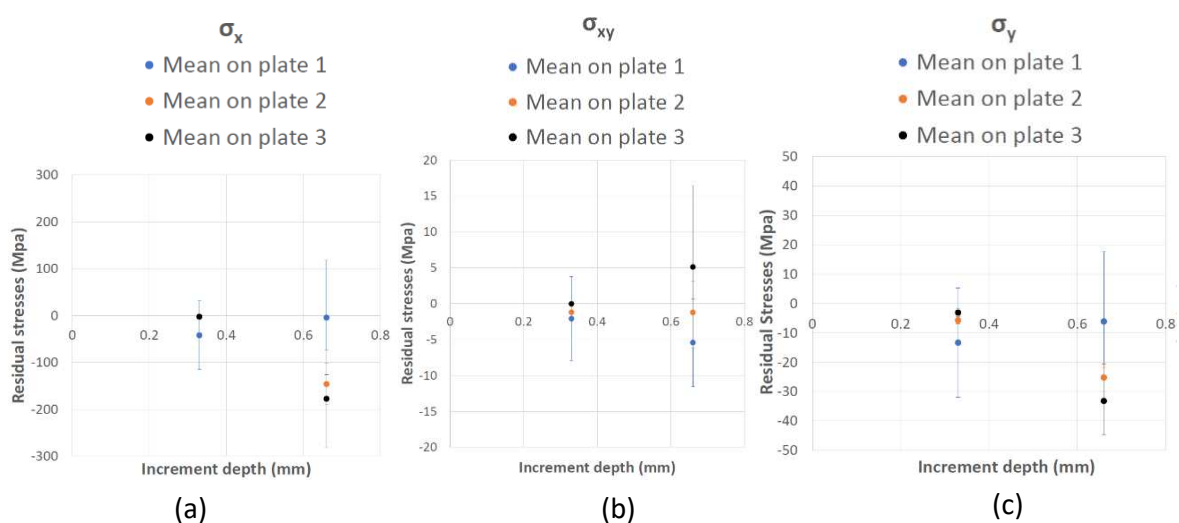 σx
Mean on plate 1
Mean on plate 2
Mean on plate 3
300
200
100
0
-100
-200
-300
0
0.2
0.4
0.6
0.8
Residual stresses (Mpa)
Increment depth (mm)
(a)
σxy
Mean on plate 1
Mean on plate 2
Mean on plate 3
20
15
10
5
0
-5
-10
-15
-20
0
0.2
0.4
0.6
0.8
Residual stresses (Mpa)
Increment depth (mm)
(b)
σy
Mean on plate 1
Mean on plate 2
Mean on plate 3
50
40
30
20
10
0
-10
-20
-30
-40
-50
0
0.2
0.4
0.6
0.8
Residual Stresses (Mpa)
Increment depth (mm)
(c)